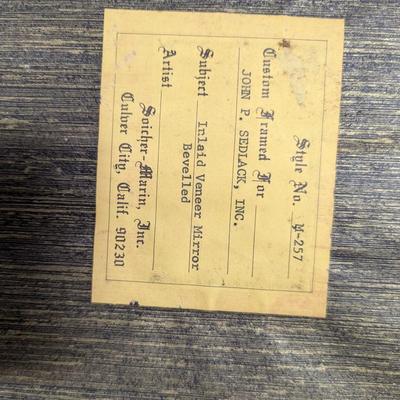 Style No. M-257
Custom Framed For
JOHN P. SEDLACK, INC.
Subject Inlaid Veneer Mirror
Bevelled
Artist
Soicher-Marin, Inc.
Culver City, Calif. 90230